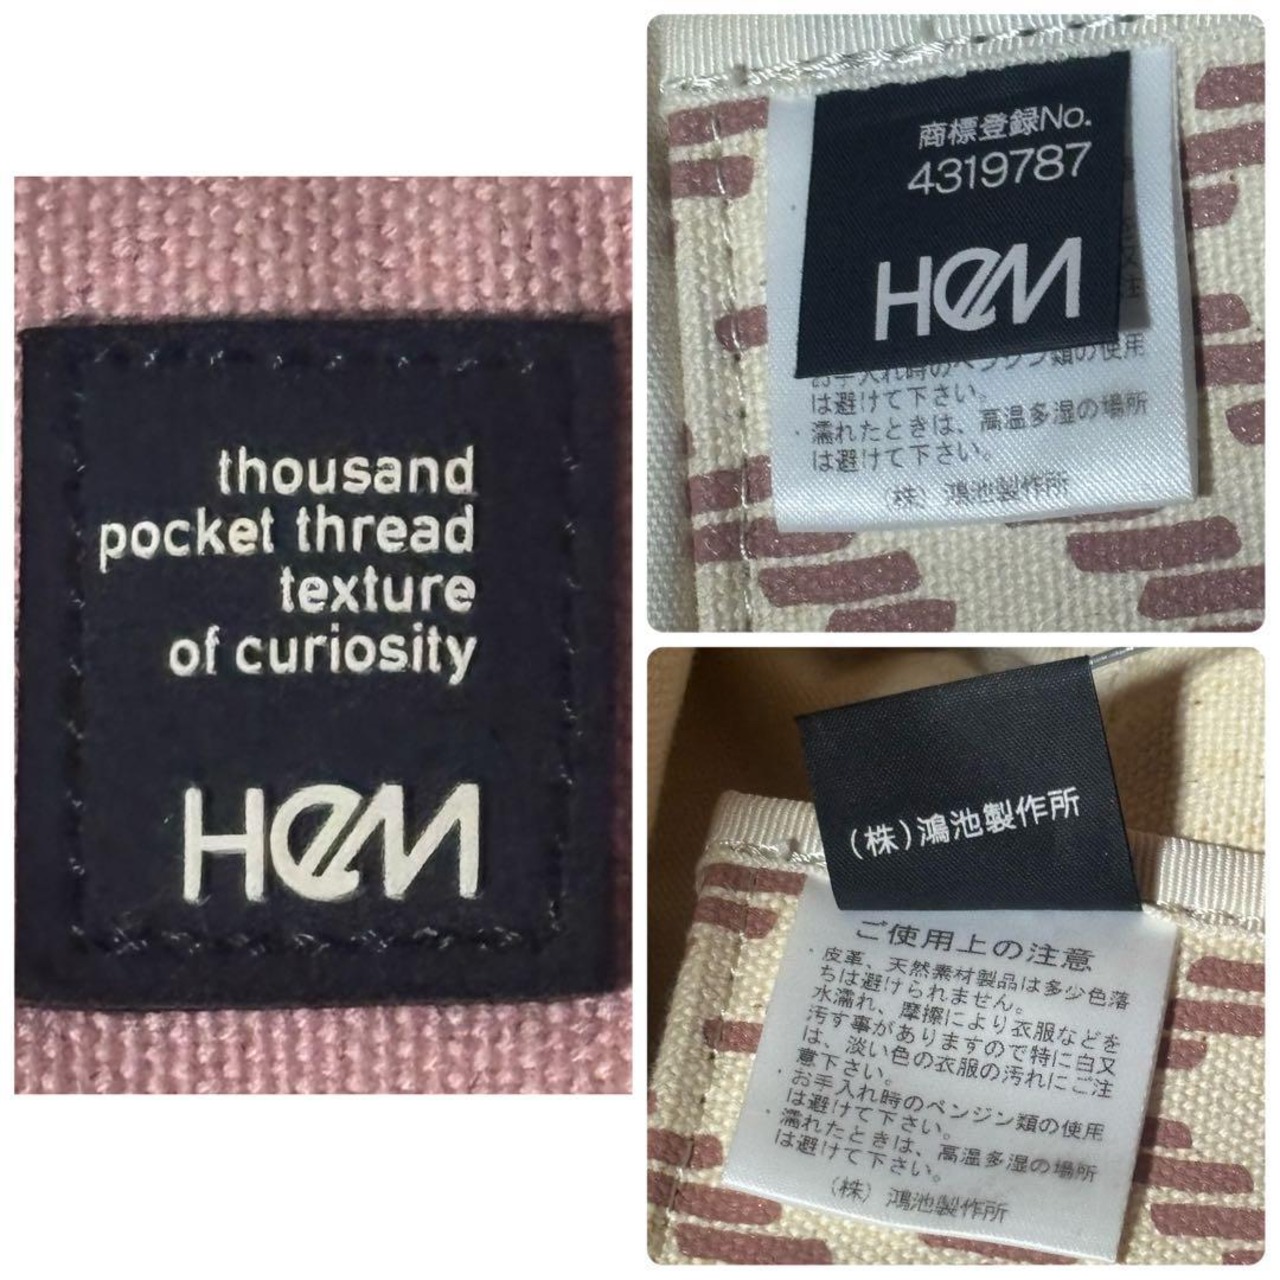 thousand
pocket thread
texture
of curiosity
HeM
商標登録No.
4319787
HeM
お手入れ時のベンジン類の使用
は避けて下さい。
・濡れたときは、高温多湿の場所
は避けて下さい。
(株) 鴻池製作所
(株)鴻池製作所
ご使用上の注意
・皮革、天然素材製品は多少色落
ちは避けられません。
水濡れ、摩擦により衣服などを
汚す事がありますので特に白又
は、淡い色の衣服の汚れにご注
意下さい。
・お手入れ時のベンジン類の使用
は避けて下さい。
・濡れたときは、高温多湿の場所
は避けて下さい。
(株) 鴻池製作所